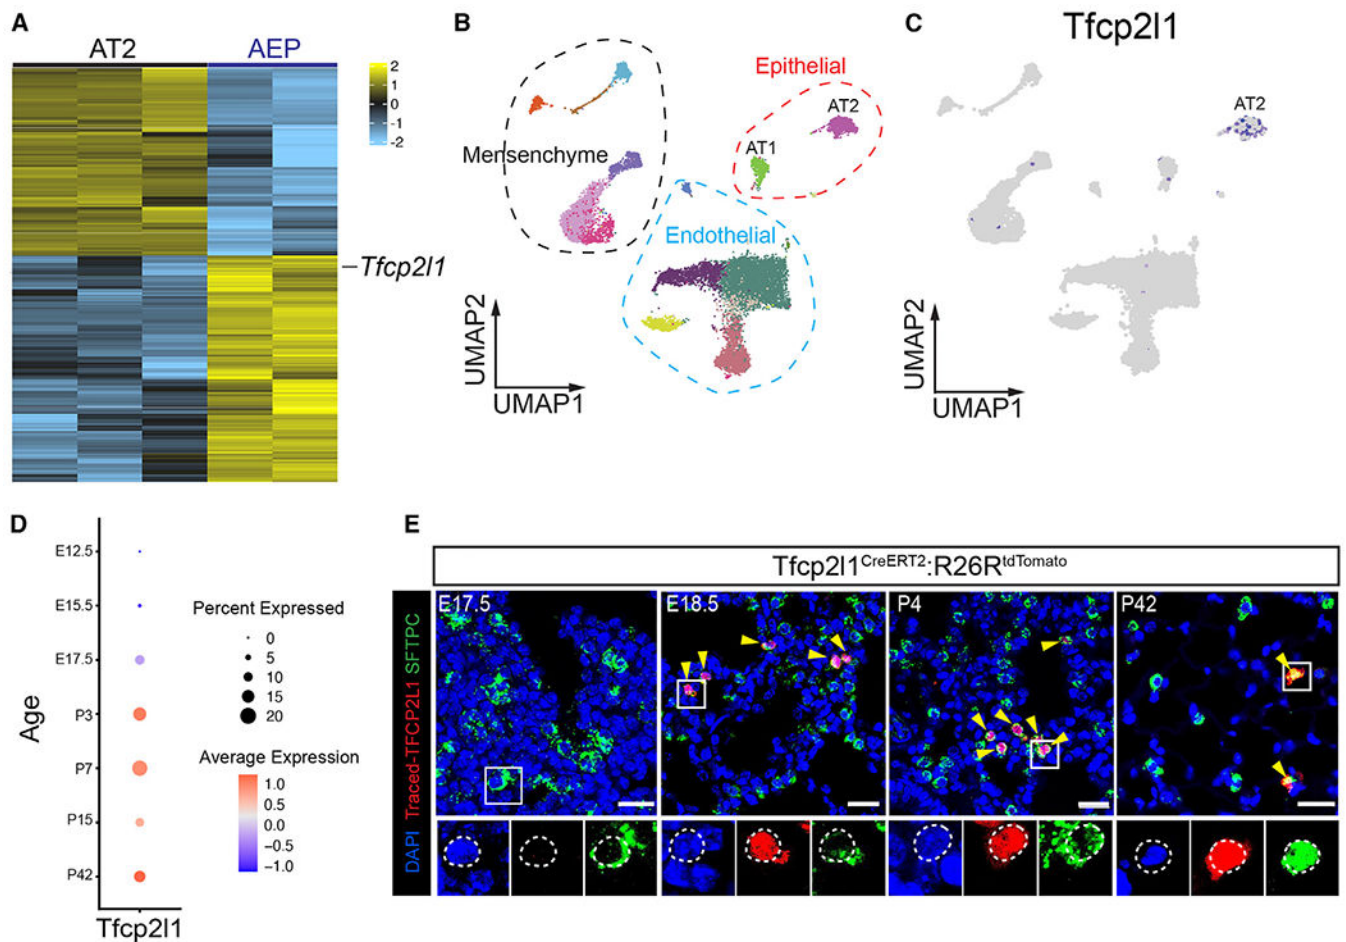 A
AT2
AEP
2
1
0
-1
-2
Tfcp2l1
B
Epithelial
AT2
AT1
Mensenchyme
Endothelial
UMAP2
UMAP1
C
Tfcp2l1
AT2
UMAP2
UMAP1
D
Age
E12.5
E15.5
E17.5
P3
P7
P15
P42
Tfcp2l1
Percent Expressed
0
5
10
15
20
Average Expression
1.0
0.5
0.0
−0.5
−1.0
E
Tfcp2l1CreERT2:R26RtdTomato
DAPI Traced-TFCP2L1 SFTPC
E17.5
E18.5
P4
P42